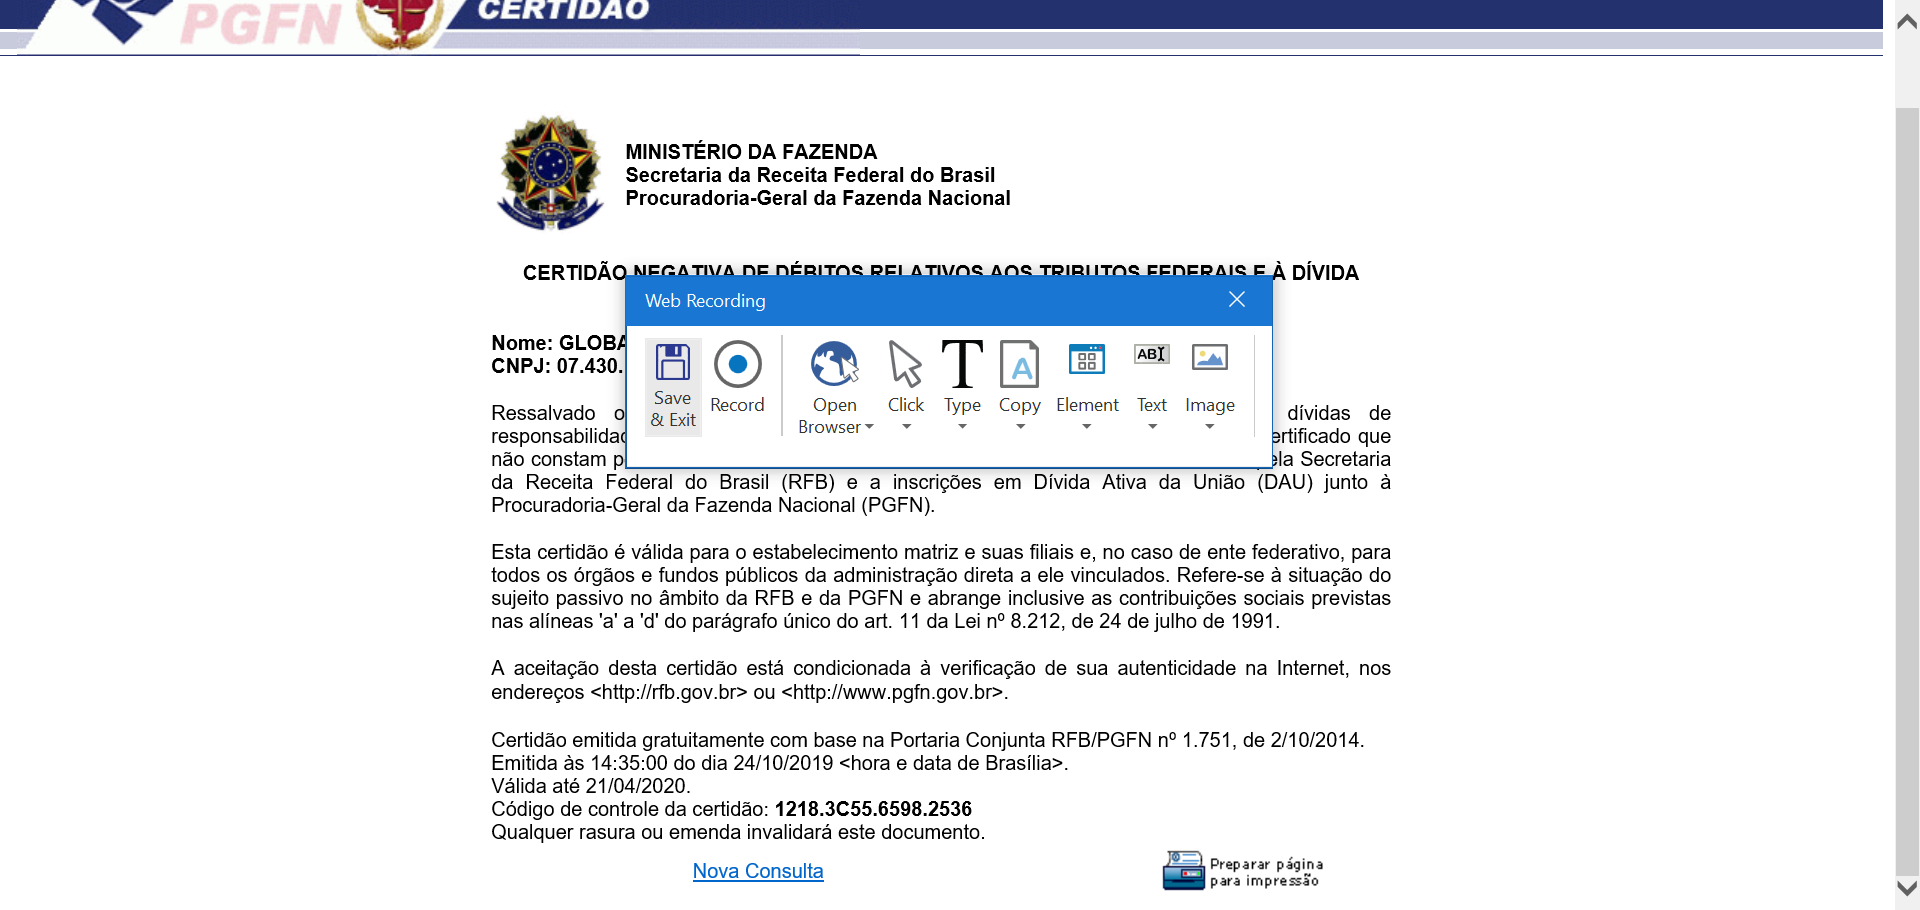 PGFN
CERTIDÃO
MINISTÉRIO DA FAZENDA
Secretaria da Receita Federal do Brasil
Procuradoria-Geral da Fazenda Nacional
CERTIDÃO NEGATIVA DE DÉBITOS RELATIVOS AOS TRIBUTOS FEDERAIS E À DÍVIDA
Web Recording
Save & Exit
Record
Open Browser
Click
Type
Copy
A
Element
ABI
Text
Image
Nome: GLOBA
CNPJ: 07.430.
Ressalvado o dívidas de
responsabilidad ertificado que
não constam p ela Secretaria
da Receita Federal do Brasil (RFB) e a inscrições em Dívida Ativa da União (DAU) junto à
Procuradoria-Geral da Fazenda Nacional (PGFN).
Esta certidão é válida para o estabelecimento matriz e suas filiais e, no caso de ente federativo, para
todos os órgãos e fundos públicos da administração direta a ele vinculados. Refere-se à situação do
sujeito passivo no âmbito da RFB e da PGFN e abrange inclusive as contribuições sociais previstas
nas alíneas 'a' a 'd' do parágrafo único do art. 11 da Lei nº 8.212, de 24 de julho de 1991.
A aceitação desta certidão está condicionada à verificação de sua autenticidade na Internet, nos
endereços <http://rfb.gov.br> ou <http://www.pgfn.gov.br>.
Certidão emitida gratuitamente com base na Portaria Conjunta RFB/PGFN nº 1.751, de 2/10/2014.
Emitida às 14:35:00 do dia 24/10/2019 <hora e data de Brasília>.
Válida até 21/04/2020.
Código de controle da certidão: 1218.3C55.6598.2536
Qualquer rasura ou emenda invalidará este documento.
Nova Consulta
Preparar página
para impressão